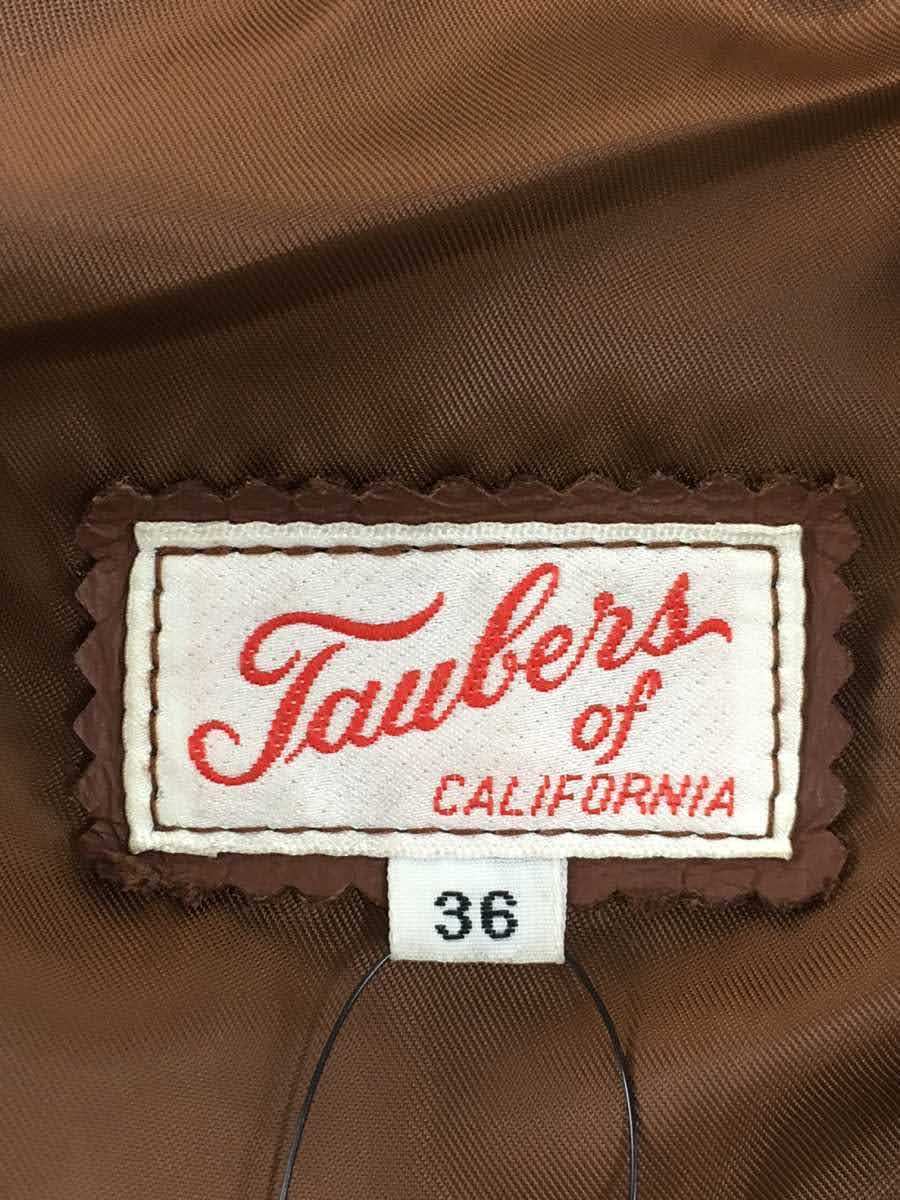 Taubers
of
CALIFORNIA
36